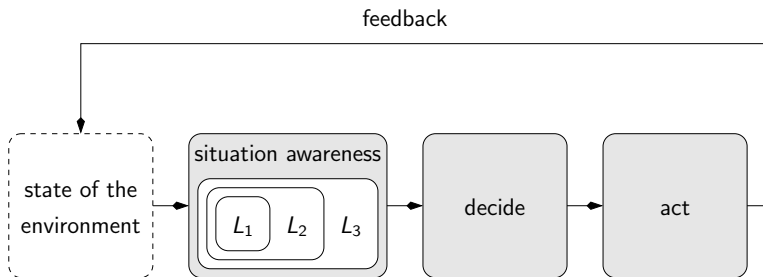 feedback
state of the
environment
situation awareness
L1 L2 L3
decide
act